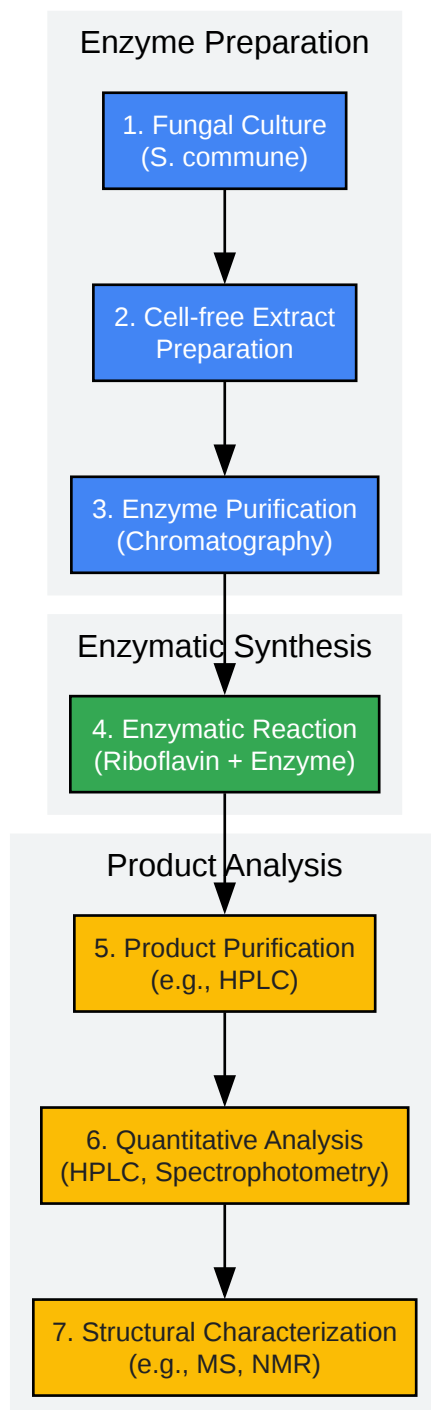 Enzyme Preparation
1. Fungal Culture
(S. commune)
2. Cell-free Extract
Preparation
3. Enzyme Purification
(Chromatography)
Enzymatic Synthesis
4. Enzymatic Reaction
(Riboflavin + Enzyme)
Product Analysis
5. Product Purification
(e.g., HPLC)
6. Quantitative Analysis
(HPLC, Spectrophotometry)
7. Structural Characterization
(e.g., MS, NMR)